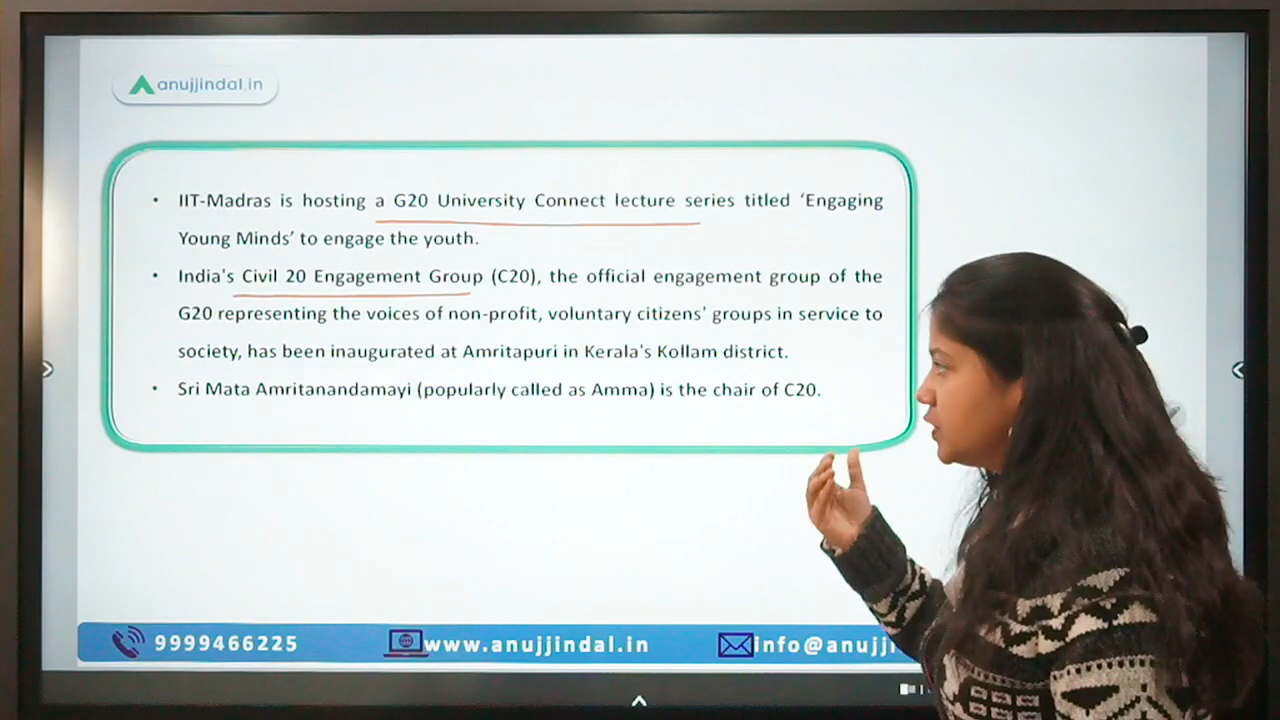 anujjindal.in
• IIT-Madras is hosting a G20 University Connect lecture series titled ‘Engaging
Young Minds’ to engage the youth.
• India's Civil 20 Engagement Group (C20), the official engagement group of the
G20 representing the voices of non-profit, voluntary citizens' groups in service to
society, has been inaugurated at Amritapuri in Kerala's Kollam district.
• Sri Mata Amritanandamayi (popularly called as Amma) is the chair of C20.
9999466225 www.anujjindal.in info@anujj